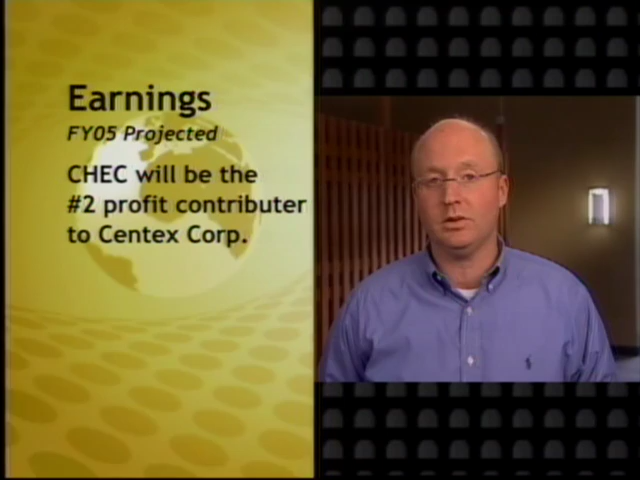 Earnings
FY05 Projected
CHEC will be the
#2 profit contributer
to Centex Corp.